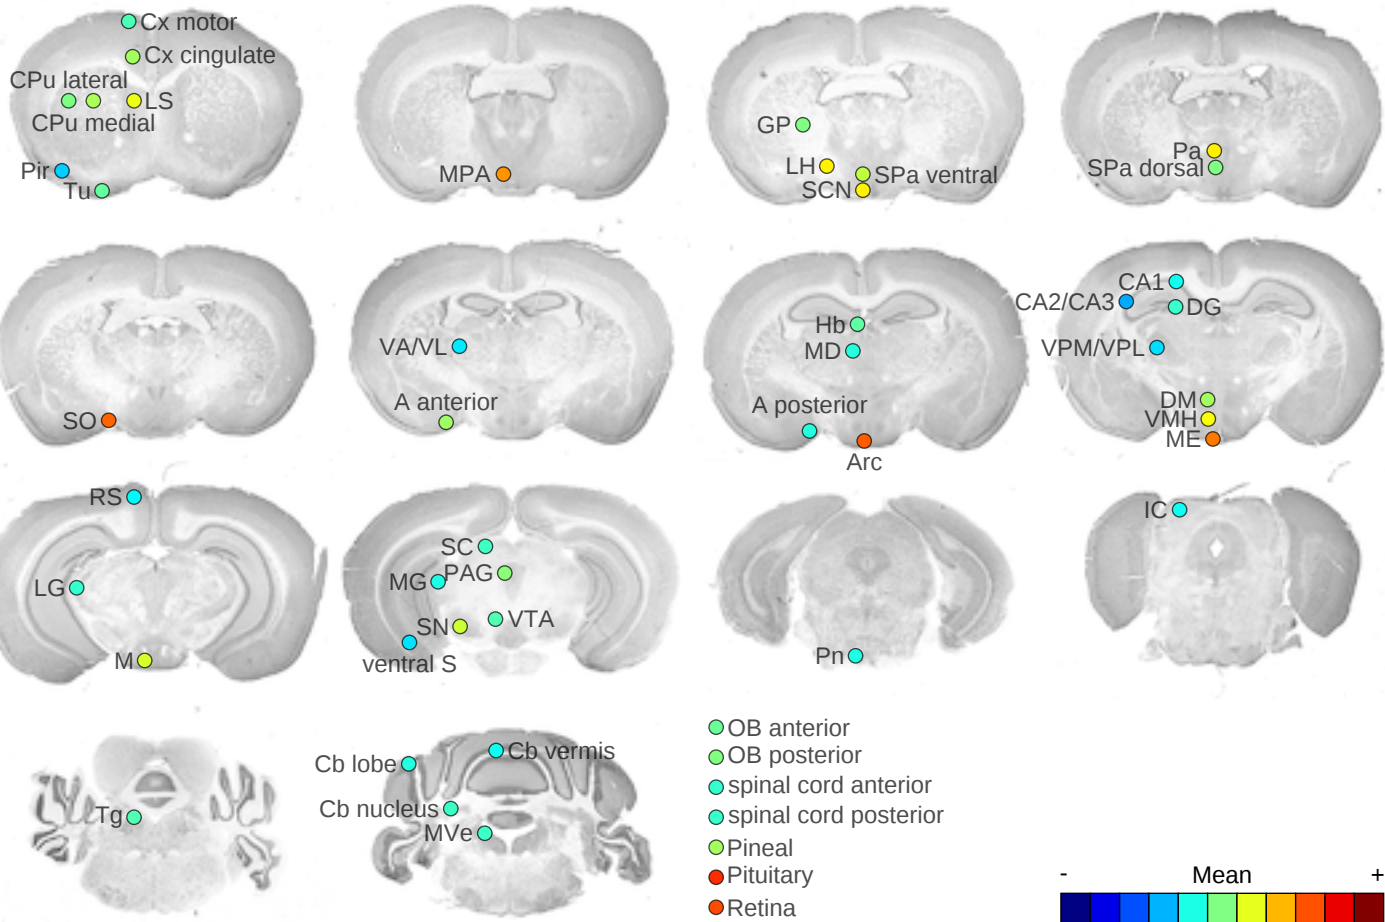 Cx motor
Cx cingulate
CPu lateral
LS
CPu medial
Pir
Tu
MPA
GP
LH
SPa ventral
SCN
Pa
SPa dorsal
SO
VA/VL
A anterior
Hb
MD
A posterior
Arc
CA1
CA2/CA3
DG
VPM/VPL
DM
VMH
ME
RS
LG
M
SC
MG
PAG
SN
VTA
ventral S
Pn
IC
Tg
Cb lobe
Cb vermis
Cb nucleus
MVe
OB anterior
OB posterior
spinal cord anterior
spinal cord posterior
Pineal
Pituitary
Retina
- Mean +